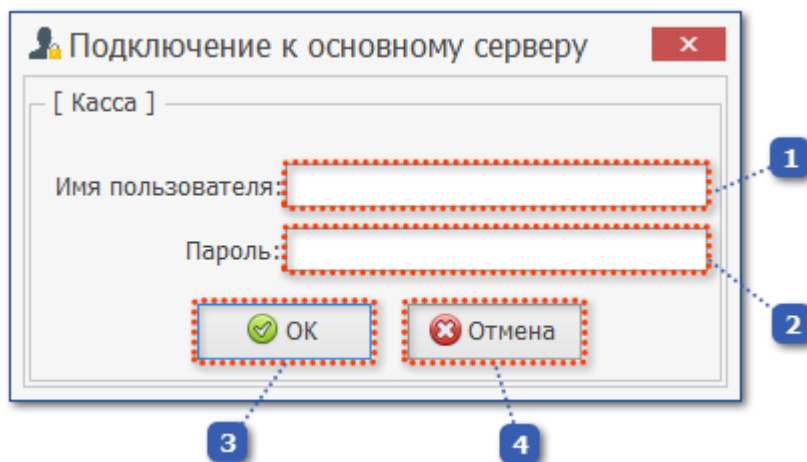 Подключение к основному серверу
[ Касса ]
1
Имя пользователя:
Пароль:
2
OK
Отмена
3
4